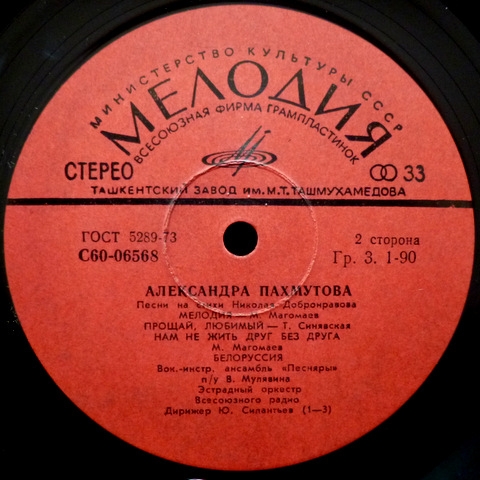 МИНИСТЕРСТВО КУЛЬТУРЫ СССР
МЕЛОДИЯ
ВСЕСОЮЗНАЯ ФИРМА ГРАМПЛАСТИНОК
СТЕРЕО
33
ТАШКЕНТСКИЙ ЗАВОД ИМ. М.Т. ТАШМУХАМЕДОВА
ГОСТ 5289-73
2 сторона
С60-06568
Гр. 3. 1-90
АЛЕКСАНДРА ПАХМУТОВА
Песни на стихи Николая Добронравова
МЕЛОДИЯ — М. Магомаев
ПРОЩАЙ, ЛЮБИМЫЙ — Т. Синявская
НАМ НЕ ЖИТЬ ДРУГ БЕЗ ДРУГА
М. Магомаев
БЕЛОРУССИЯ
Вок.-инстр. ансамбль «Песняры»
п/у В. Мулявина
Эстрадный оркестр
Всесоюзного радио
Дирижер Ю. Силантьев (1—3)